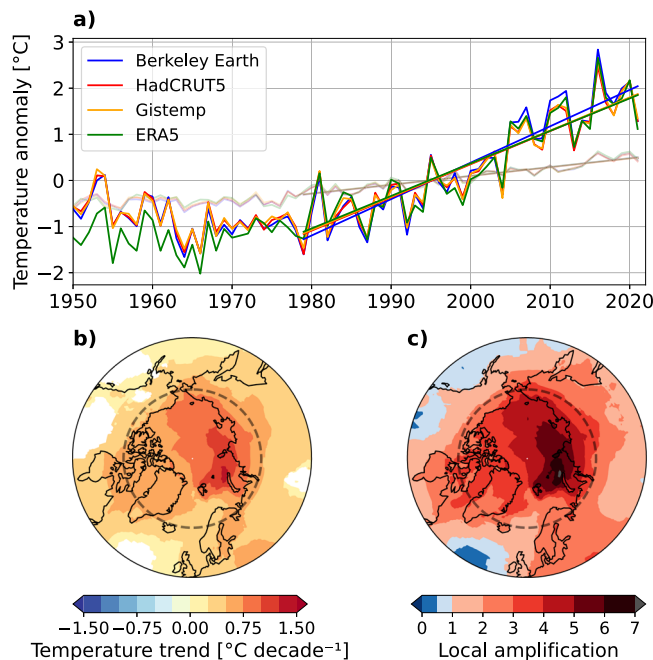 a)
Temperature anomaly [°C]
3
2
1
0
−1
−2
Berkeley Earth
HadCRUT5
Gistemp
ERA5
1950 1960 1970 1980 1990 2000 2010 2020
b)
c)
−1.50 −0.75 0.00 0.75 1.50
Temperature trend [°C decade⁻¹]
0 1 2 3 4 5 6 7
Local amplification